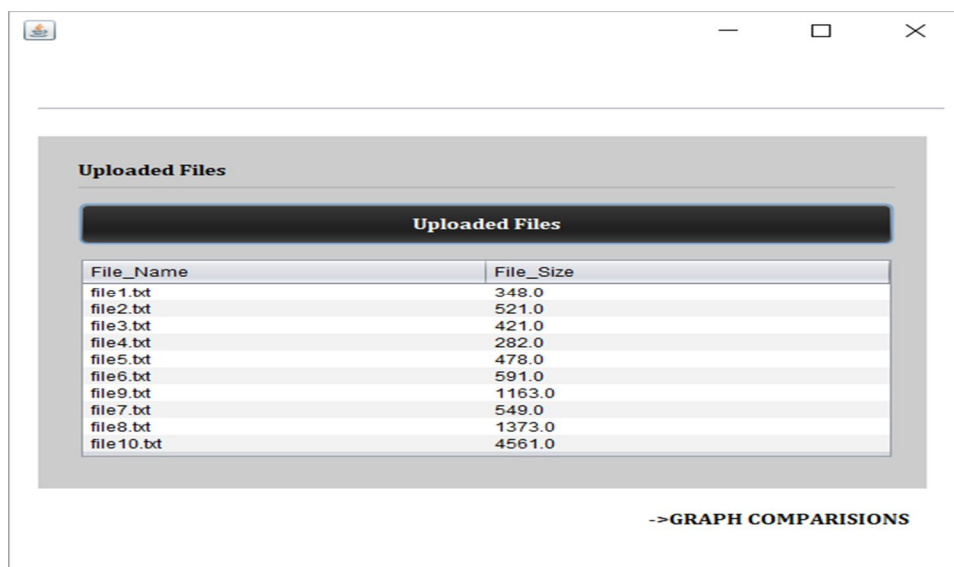 Uploaded Files
Uploaded Files
File_Name File_Size
file1.txt 348.0
file2.txt 521.0
file3.txt 421.0
file4.txt 282.0
file5.txt 478.0
file6.txt 591.0
file9.txt 1163.0
file7.txt 549.0
file8.txt 1373.0
file10.txt 4561.0
->GRAPH COMPARISIONS